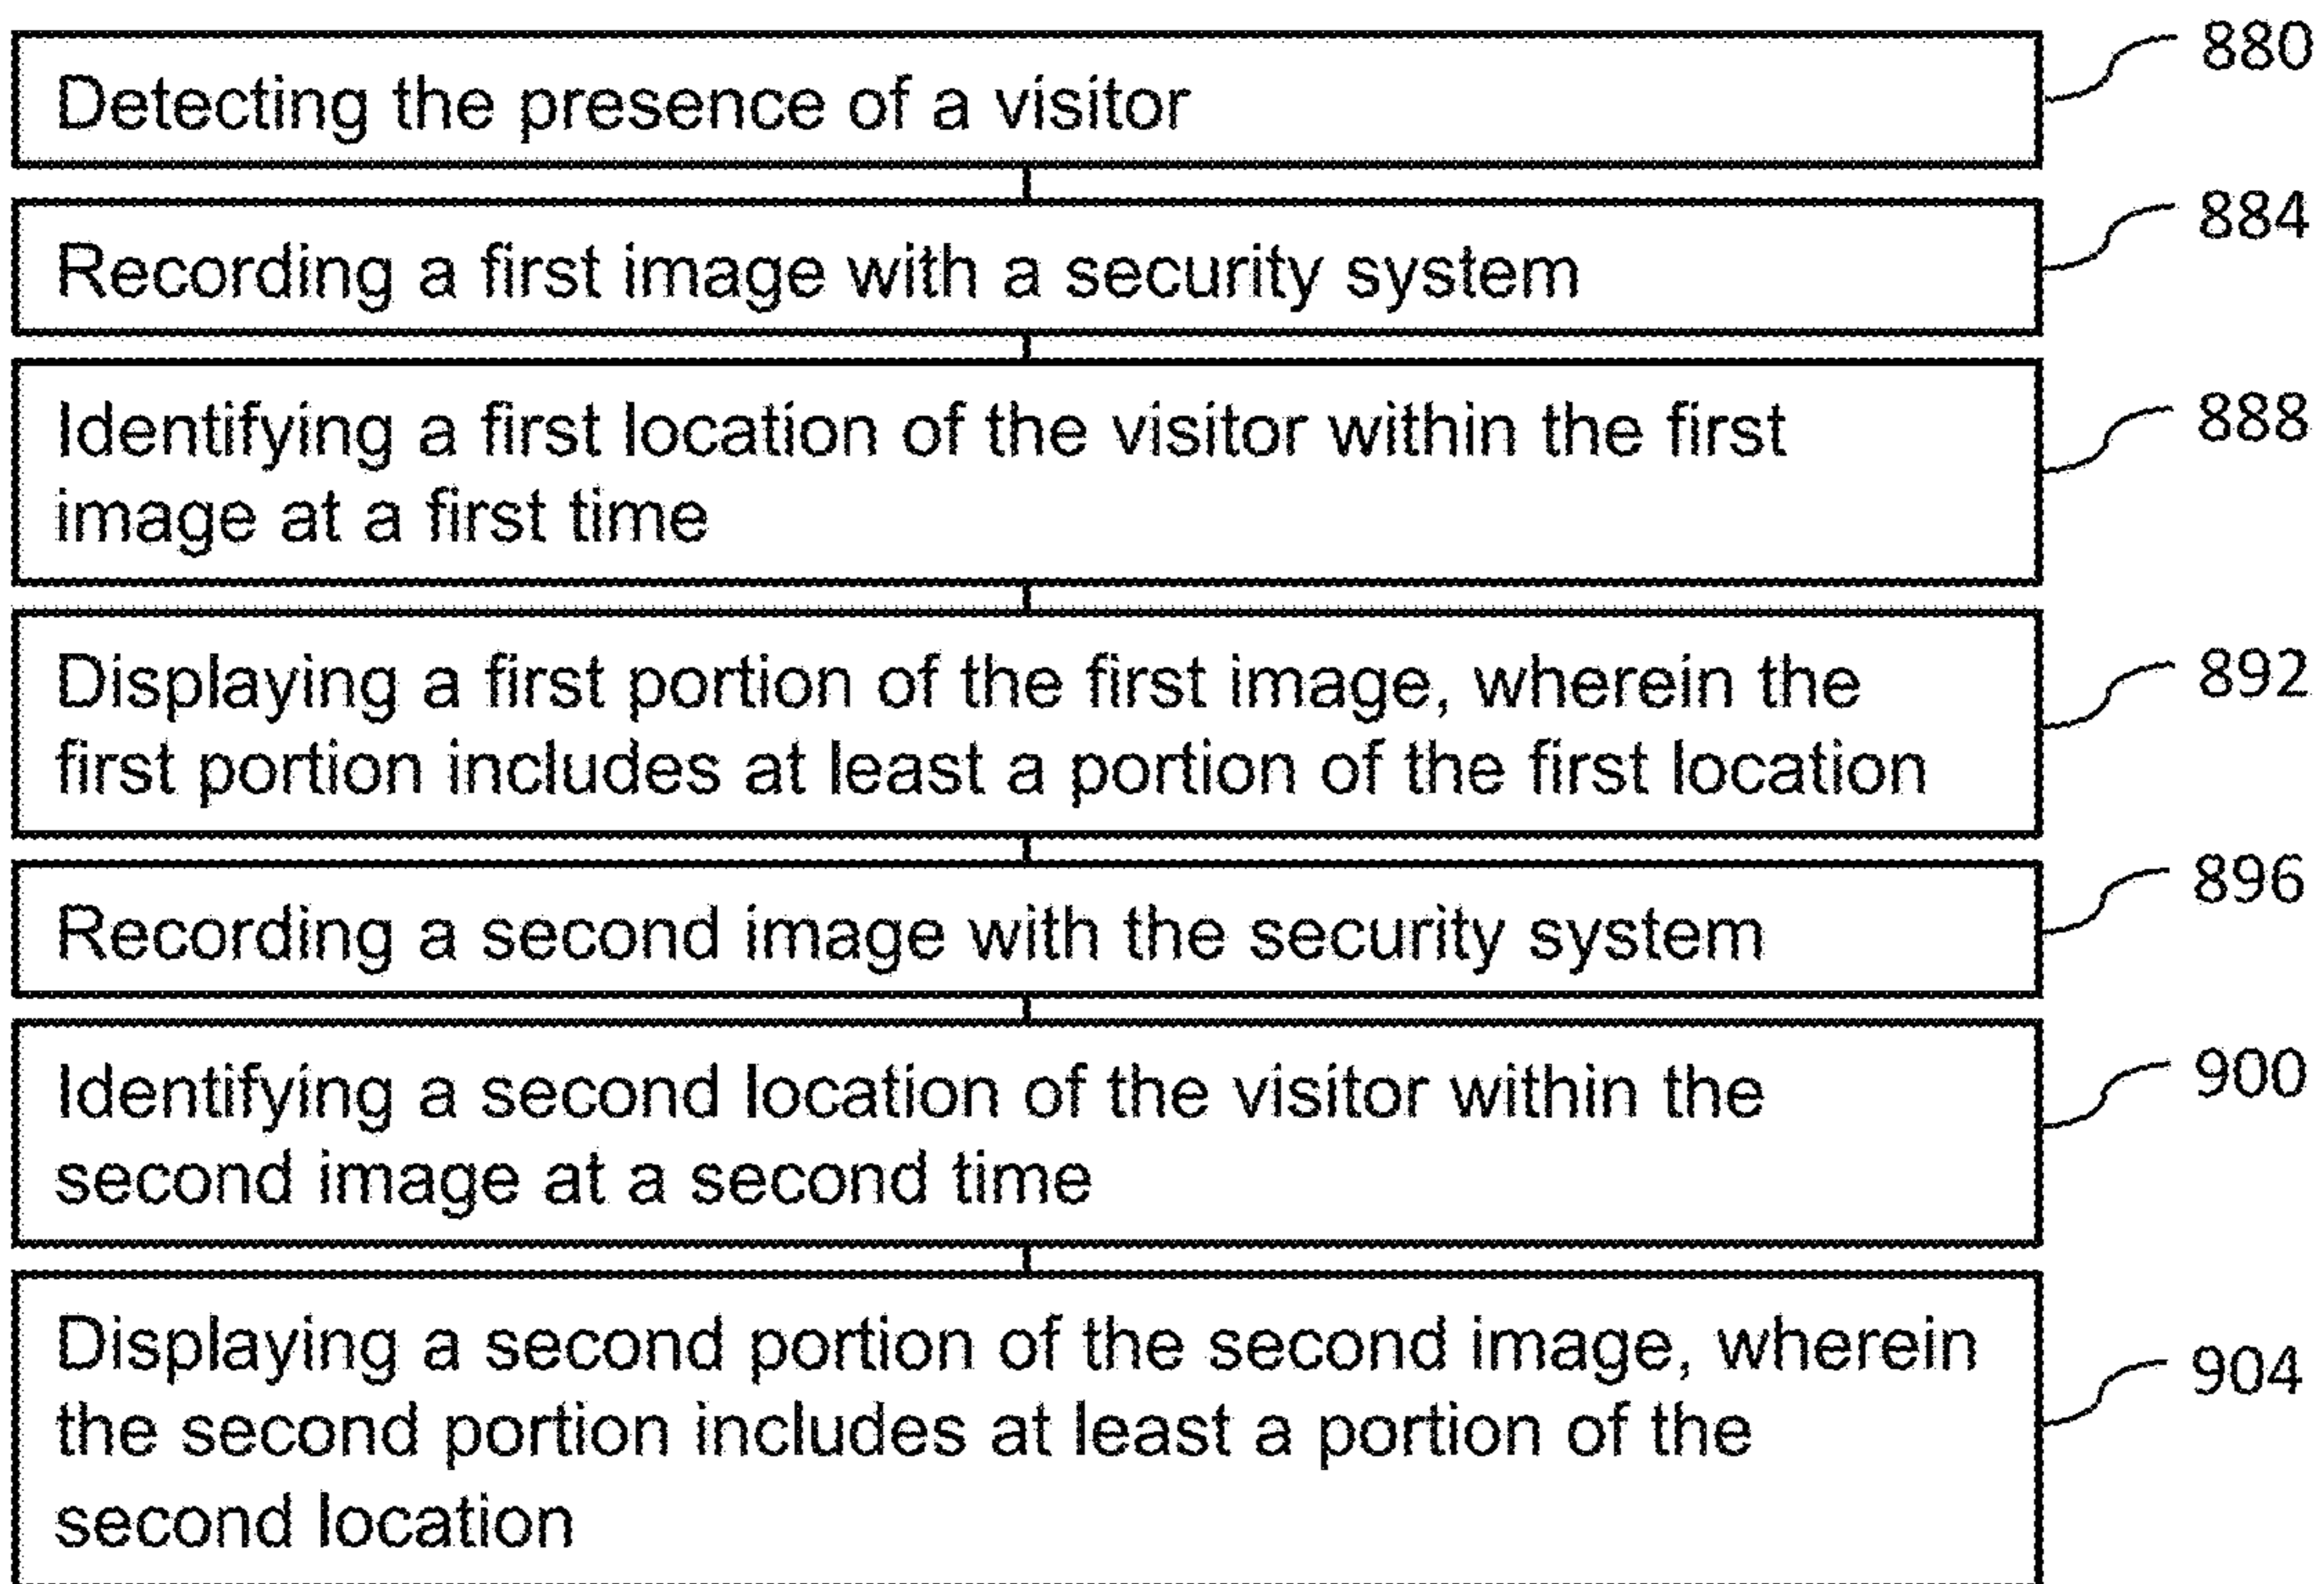 Detecting the presence of a visitor
880
Recording a first image with a security system
884
Identifying a first location of the visitor within the first
image at a first time
888
Displaying a first portion of the first image, wherein the
first portion includes at least a portion of the first location
892
Recording a second image with the security system
896
Identifying a second location of the visitor within the
second image at a second time
900
Displaying a second portion of the second image, wherein
the second portion includes at least a portion of the
second location
904